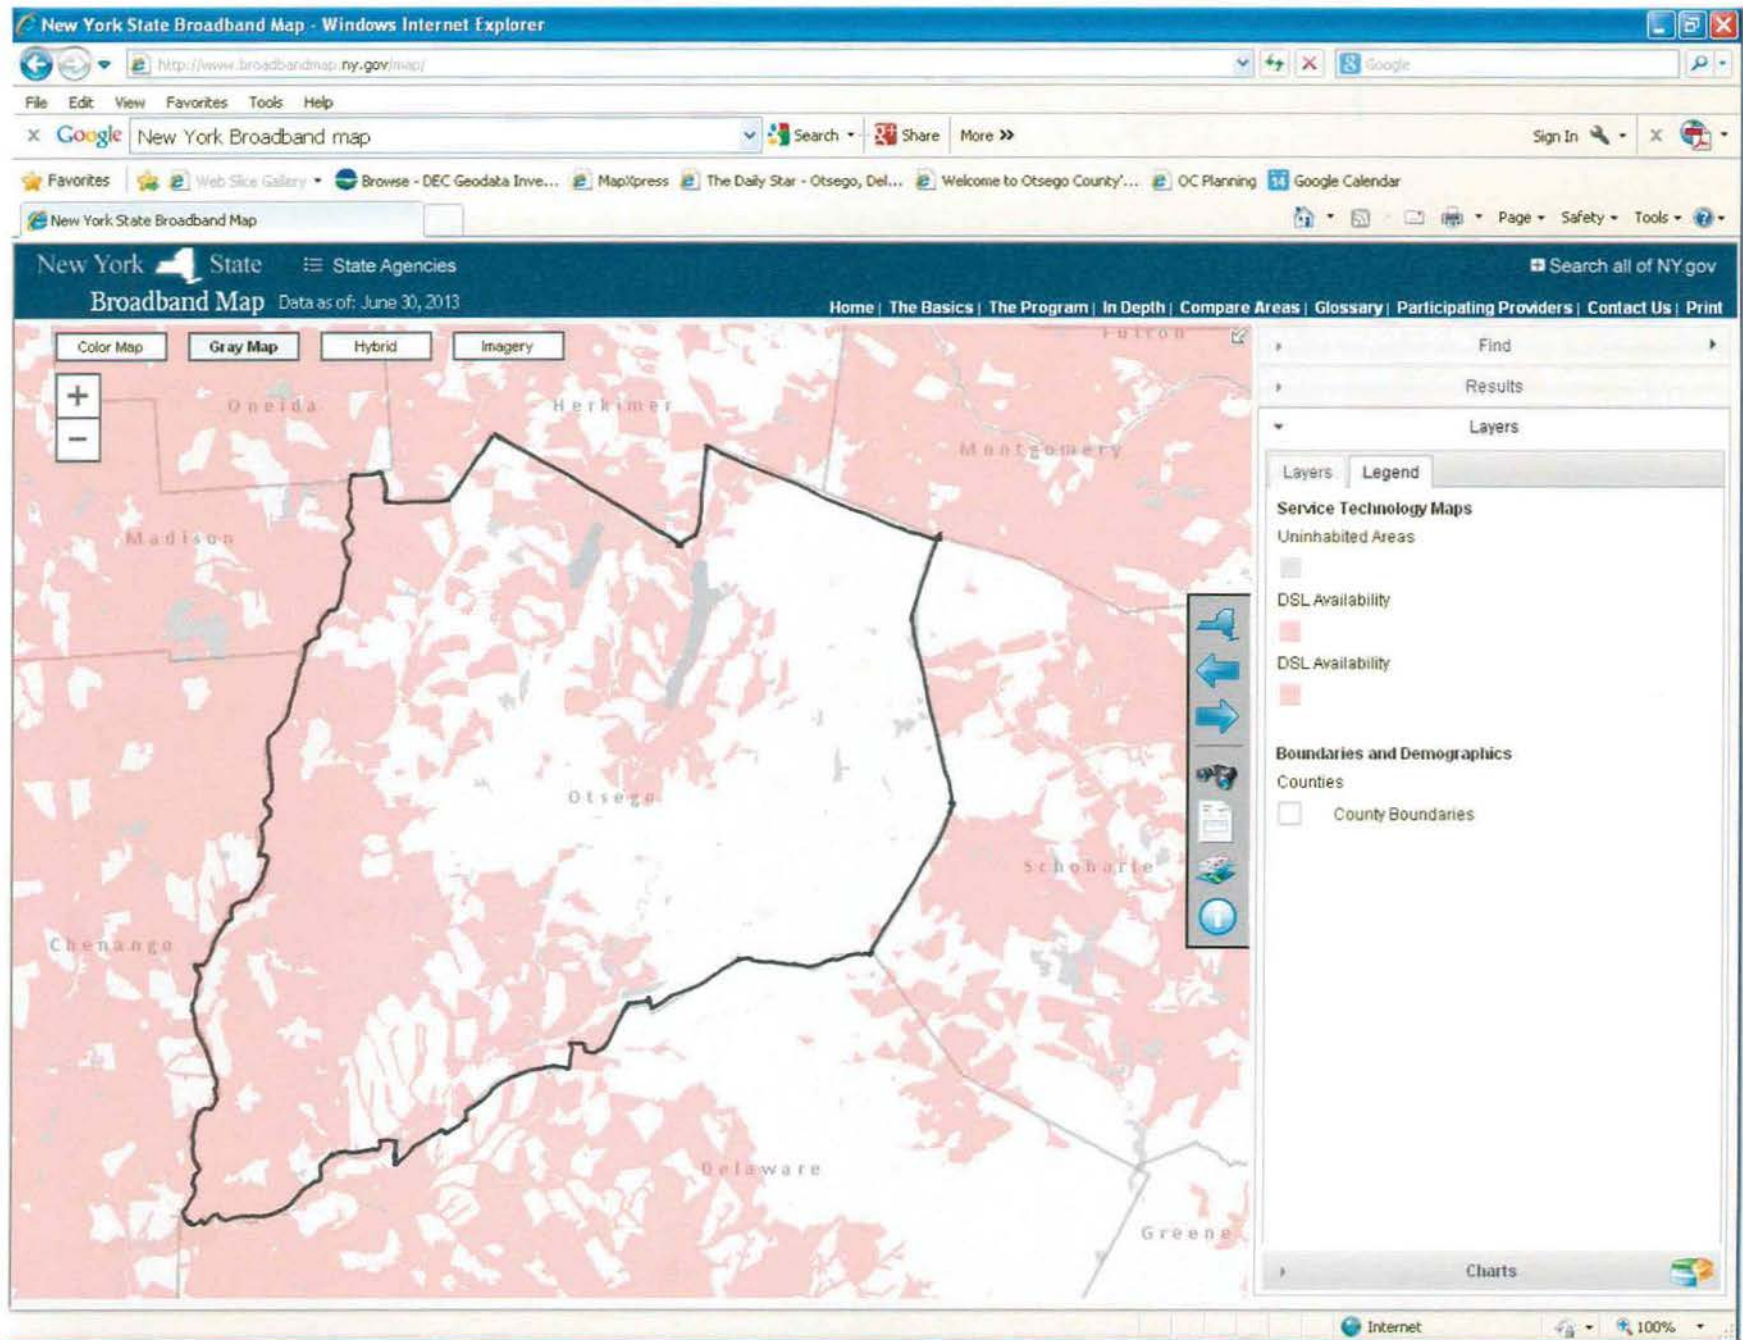 New York State Broadband Map - Windows Internet Explorer
http://www.broadbandmap.ny.gov/map/
Google
File Edit View Favorites Tools Help
x Google New York Broadband map Search Share More >> Sign In x
Favorites Web Slice Gallery Browse - DEC Geodata Inve... MapXpress The Daily Star - Otsego, Del... Welcome to Otsego County'... OC Planning 14 Google Calendar
New York State Broadband Map Page Safety Tools
New York State State Agencies Search all of NY.gov
Broadband Map Data as of: June 30, 2013
Home | The Basics | The Program | In Depth | Compare Areas | Glossary | Participating Providers | Contact Us | Print
Color Map Gray Map Hybrid Imagery
+
−
Fulton
Oneida
Herkimer
Montgomery
Madison
Otsego
Schoharie
Chenango
Delaware
Greene
Find
Results
Layers
Layers Legend
Service Technology Maps
Uninhabited Areas
DSL Availability
DSL Availability
Boundaries and Demographics
Counties
County Boundaries
Charts
Internet 100%